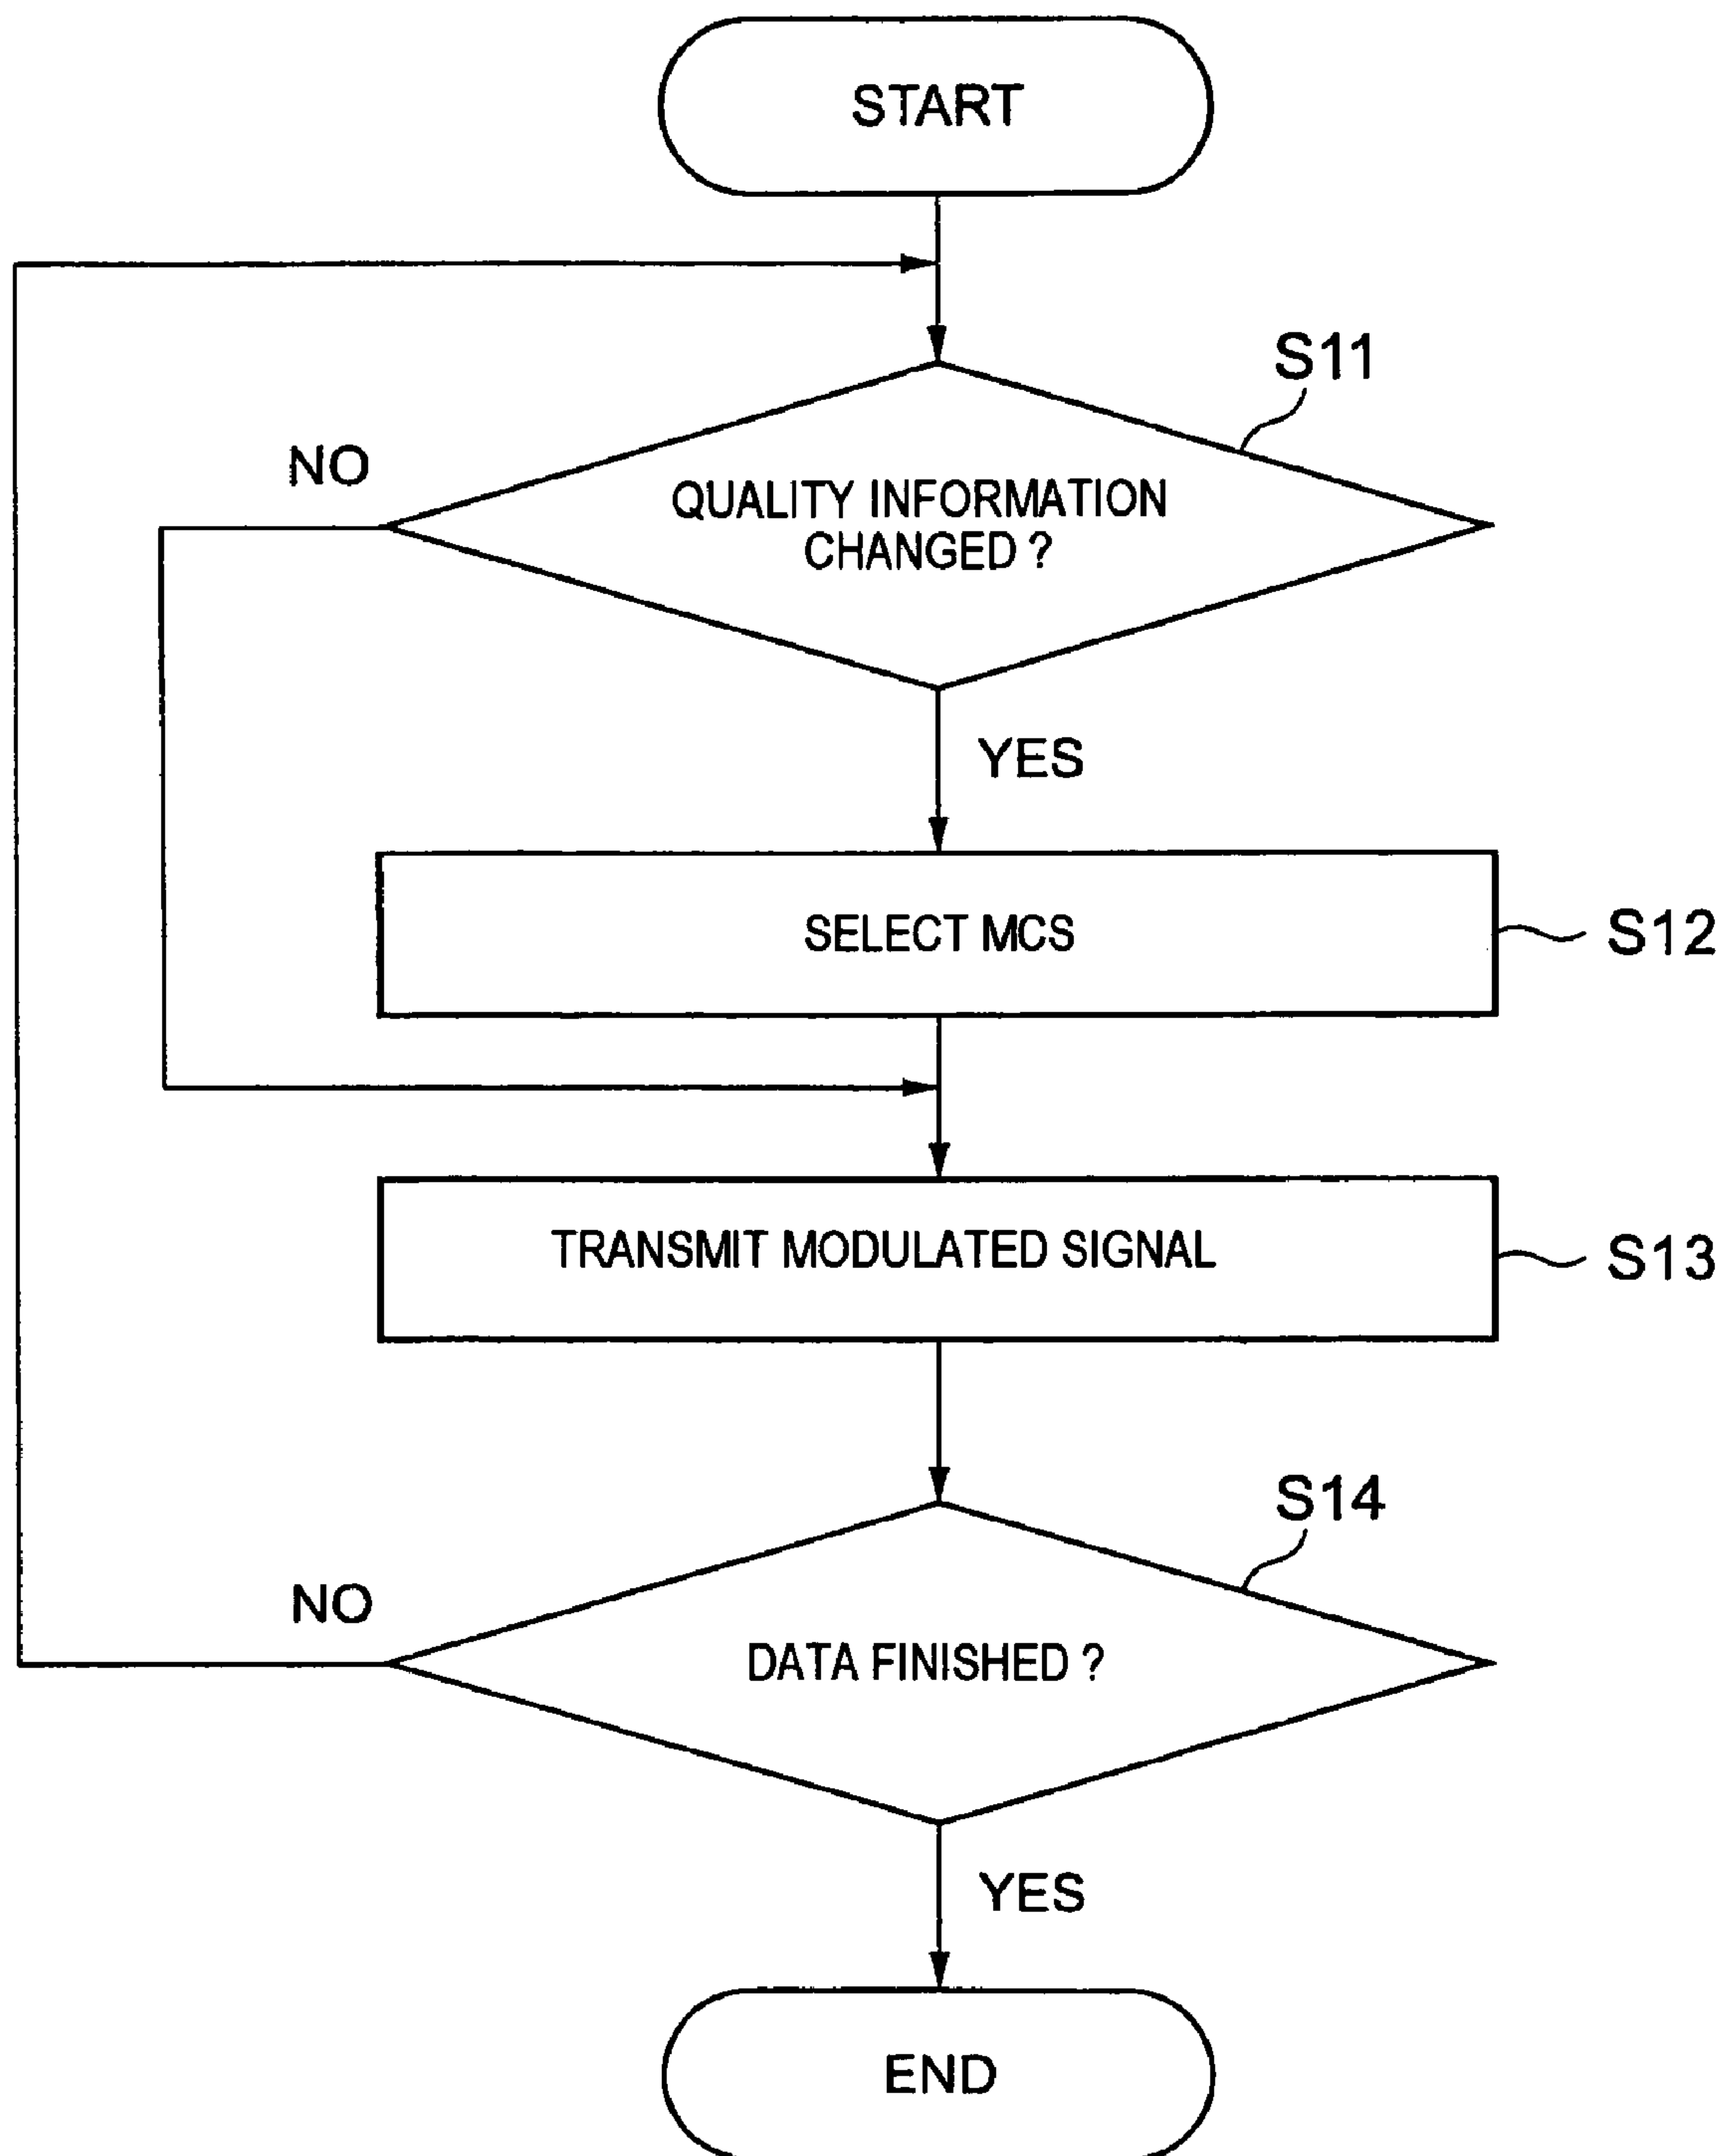 START
S11
NO
QUALITY INFORMATION
CHANGED ?
YES
SELECT MCS
S12
TRANSMIT MODULATED SIGNAL
S13
S14
NO
DATA FINISHED ?
YES
END